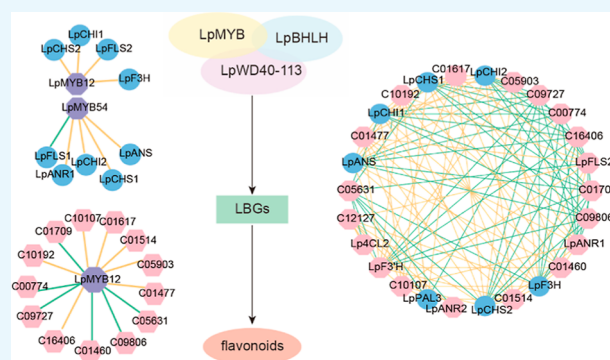 LpCHI1
LpCHS2
LpFLS2
LpF3H
LpMYB12
LpMYB54
LpFLS1
LpANR1
LpCHI2
LpCHS1
LpANS
C10107
C01617
C01709
C01514
C10192
C05903
C00774
LpMYB12
C01477
C09727
C05631
C16406
C09806
C01460
LpMYB
LpBHLH
LpWD40-113
LBGs
flavonoids
C01617
LpCHI2
LpCHS1
C05903
C10192
C09727
LpCHI1
C00774
C01477
C16406
LpANS
LpFLS2
C05631
C01709
C12127
C09806
Lp4CL2
LpANR1
LpF3'H
C01460
C10107
LpF3H
LpPAL3
C01514
LpANR2
LpCHS2